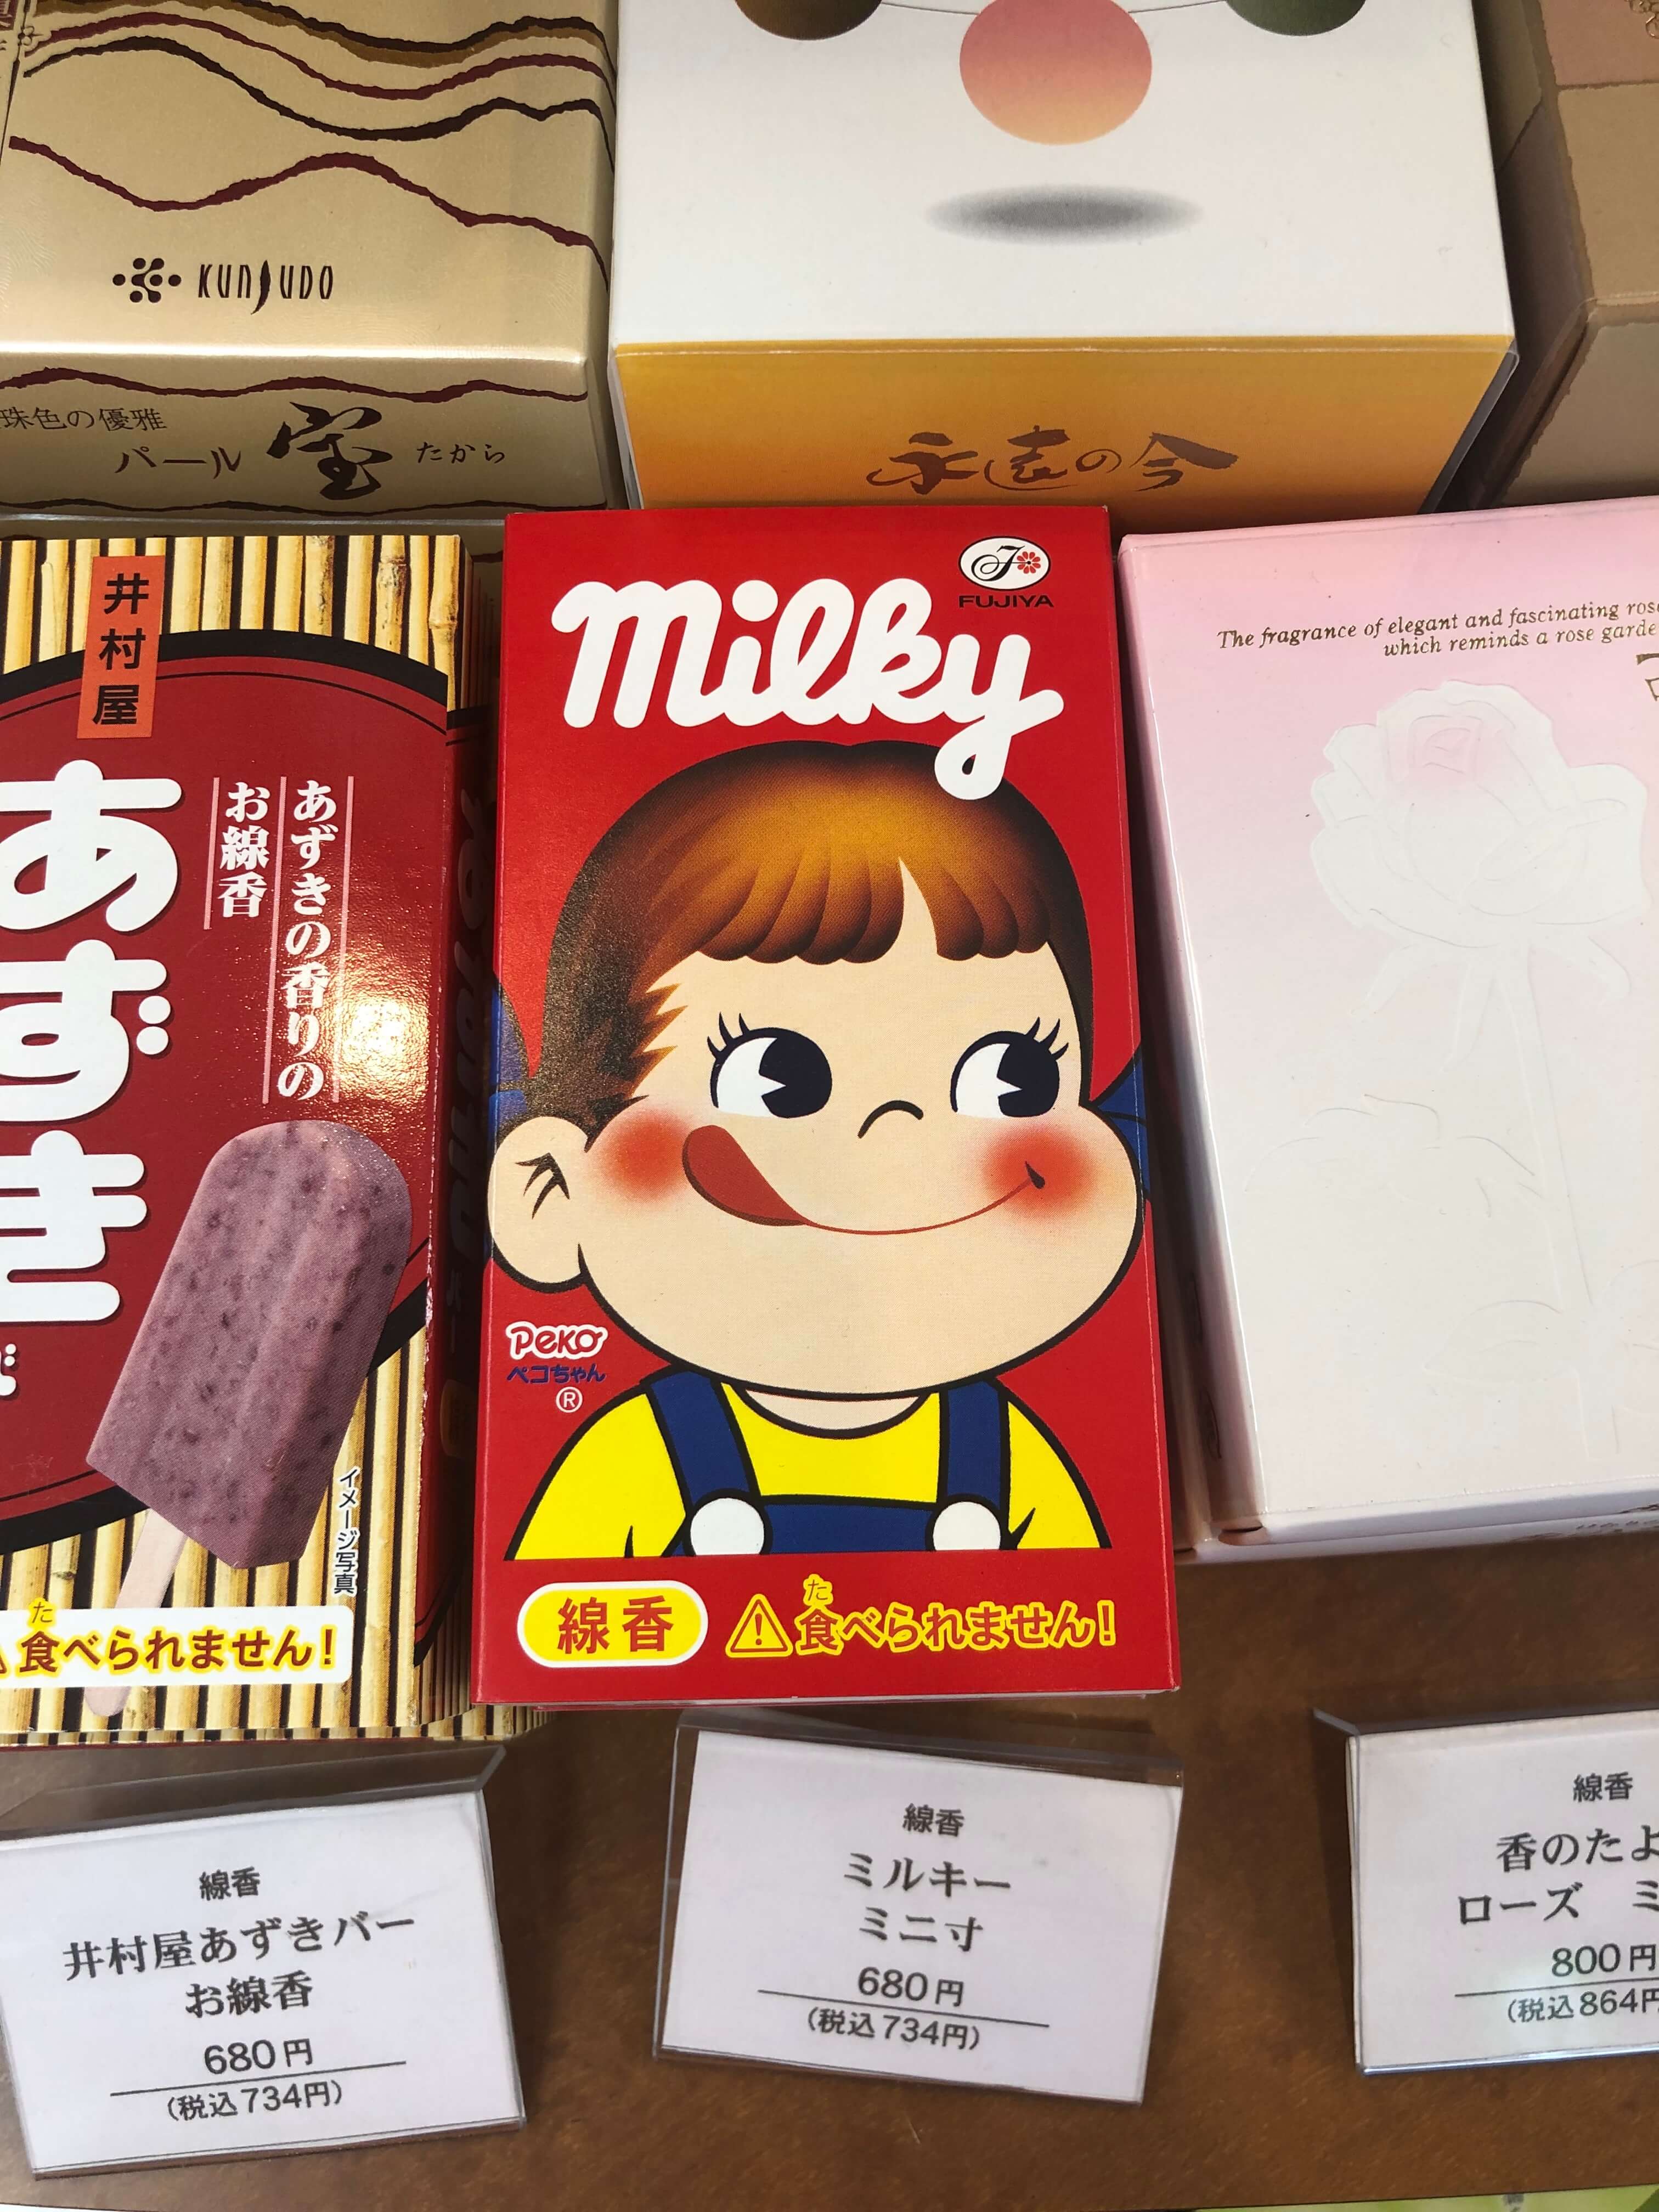 KUNJUDO
珠色の優雅
パール 宝 たから
永遠の今
井村屋
あずき
あずきの香りの
お線香
イメージ写真
た
食べられません!
FUJIYA
Milky
Peko
ペコちゃん
®
線香
た
食べられません!
The fragrance of elegant and fascinating
which reminds a rose
線香
井村屋あずきバー
お線香
680円
(税込734円)
線香
ミルキー
ミニ寸
680円
(税込734円)
線香
香のたよ
ローズ ミ
800円
(税込864円